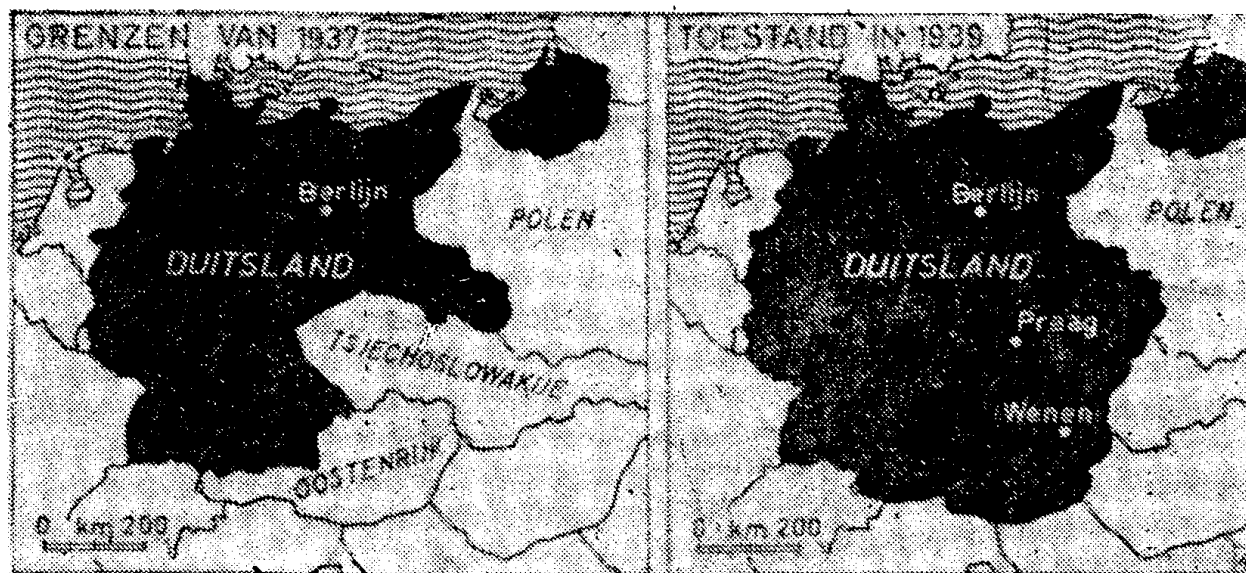 GRENZEN VAN 1937
Berlijn
POLEN
DUITSLAND
TSJECHOSLOWAKIJE
OOSTENRIJK
0 km 200
TOESTAND IN 1939
Berlijn
POLEN
DUITSLAND
Praag
Wenen
0 km 200